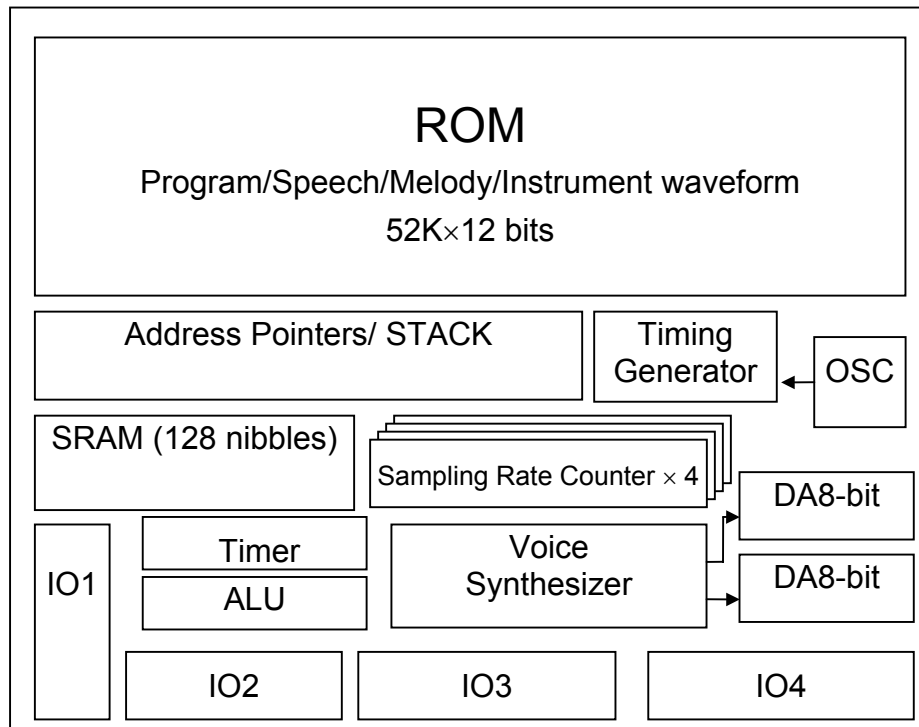 ROM
Program/Speech/Melody/Instrument waveform
52K×12 bits
Address Pointers/ STACK
Timing
Generator
OSC
SRAM (128 nibbles)
Sampling Rate Counter × 4
DA8-bit
IO1
Timer
ALU
Voice
Synthesizer
DA8-bit
IO2
IO3
IO4